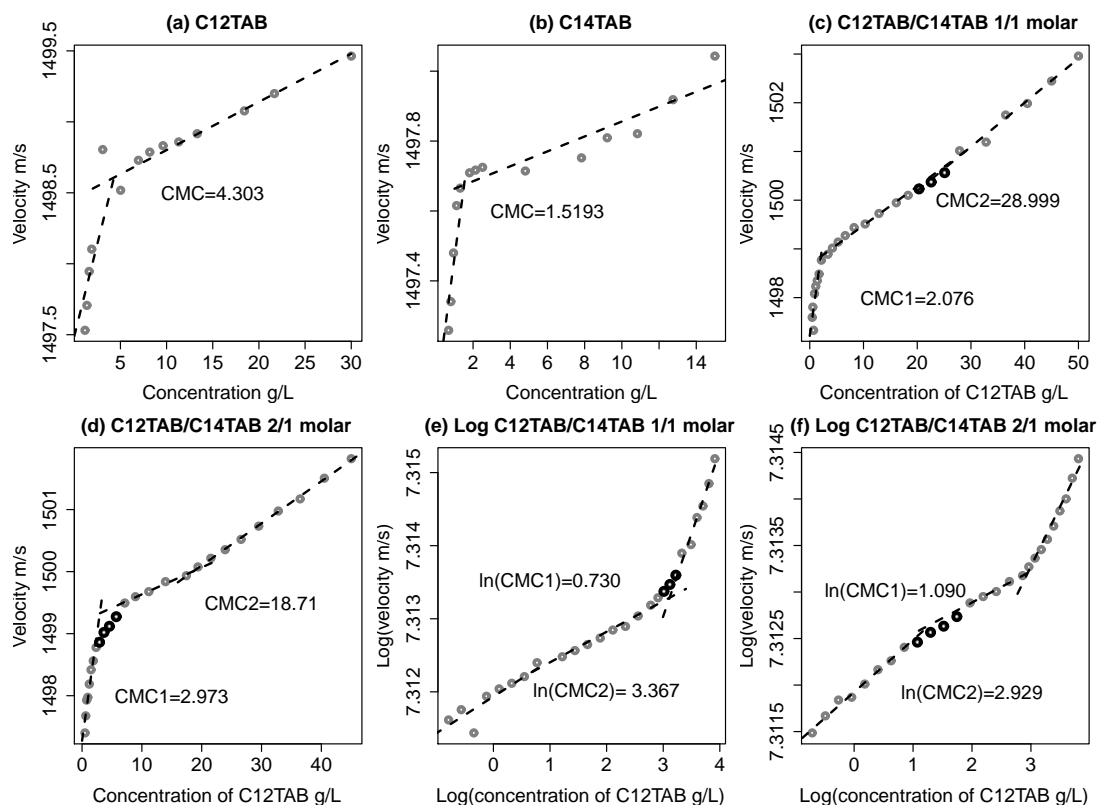 (a) C12TAB
Velocity m/s
1497.5 1498.5 1499.5
CMC=4.303
5 10 15 20 25 30
Concentration g/L
(b) C14TAB
Velocity m/s
1497.4 1497.8
CMC=1.5193
2 4 6 8 10 14
Concentration g/L
(c) C12TAB/C14TAB 1/1 molar
Velocity m/s
1498 1500 1502
CMC2=28.999
CMC1=2.076
0 10 20 30 40 50
Concentration of C12TAB g/L
(d) C12TAB/C14TAB 2/1 molar
Velocity m/s
1498 1499 1500 1501
CMC2=18.71
CMC1=2.973
0 10 20 30 40
Concentration of C12TAB g/L
(e) Log C12TAB/C14TAB 1/1 molar
Log(velocity m/s)
7.312 7.313 7.314 7.315
ln(CMC1)=0.730
ln(CMC2)= 3.367
0 1 2 3 4
Log(concentration of C12TAB g/L)
(f) Log C12TAB/C14TAB 2/1 molar
Log(velocity m/s)
7.3115 7.3125 7.3135 7.3145
ln(CMC1)=1.090
ln(CMC2)=2.929
0 1 2 3
Log(concentration of C12TAB g/L)